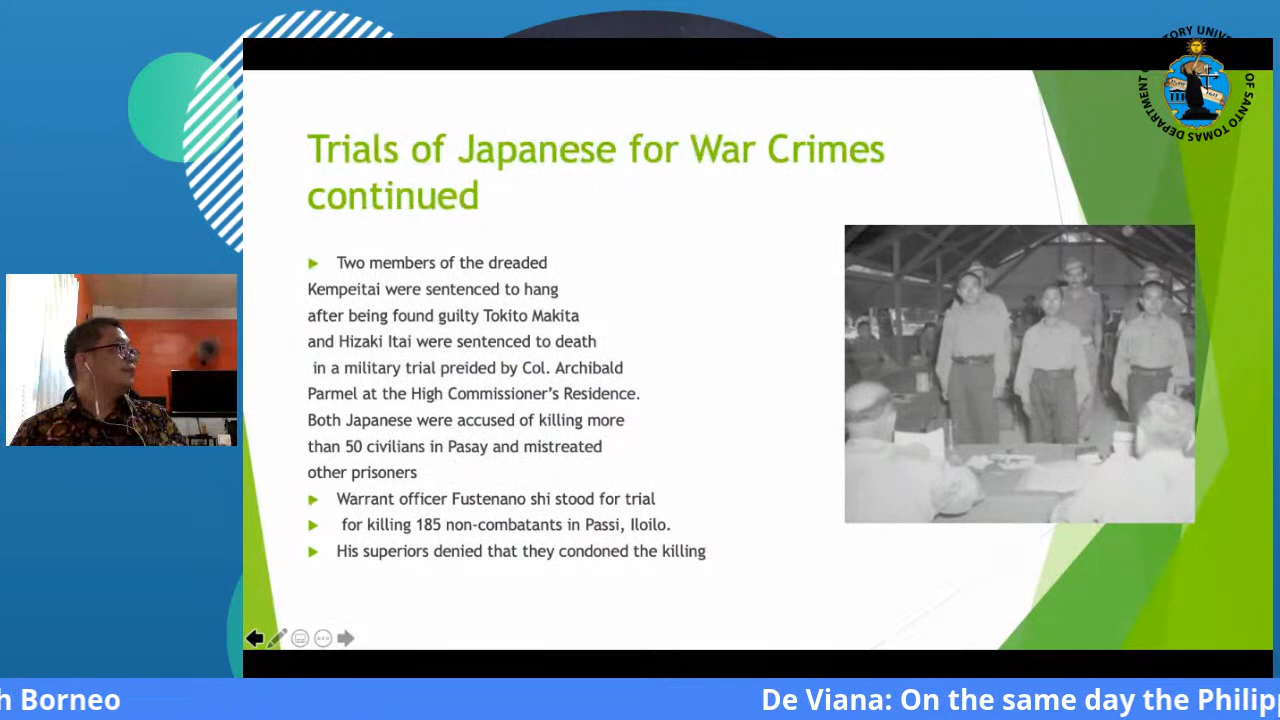 Trials of Japanese for War Crimes
continued
Two members of the dreaded
Kempeitai were sentenced to hang
after being found guilty Tokito Makita
and Hizaki Itai were sentenced to death
in a military trial preided by Col. Archibald
Parmel at the High Commissioner’s Residence.
Both Japanese were accused of killing more
than 50 civilians in Pasay and mistreated
other prisoners
Warrant officer Fustenano shi stood for trial
for killing 185 non-combatants in Passi, Iloilo.
His superiors denied that they condoned the killing
OF SANTO TOMAS DEPARTMENT
h Borneo
De Viana: On the same day the Philipp